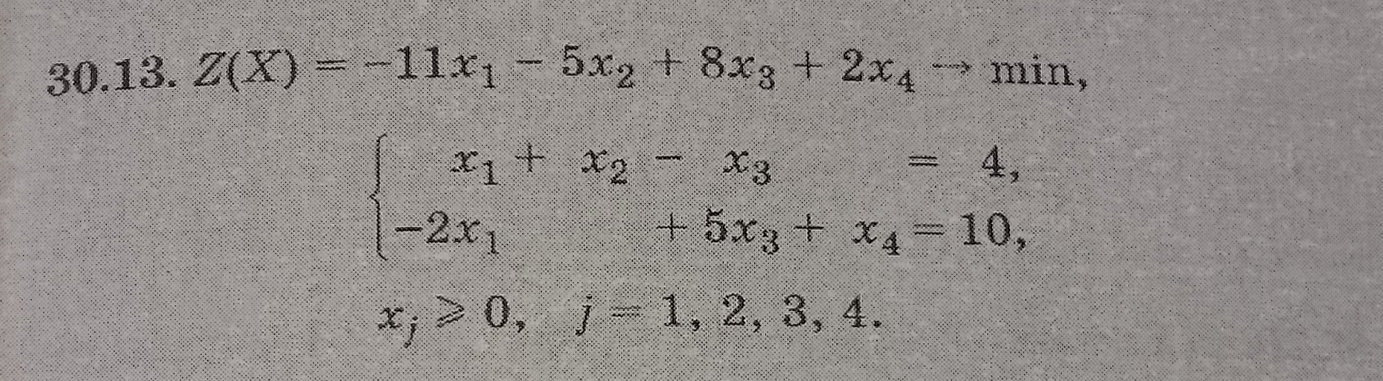 30.13. Z(X) = −11x₁ − 5x₂ + 8x₃ + 2x₄ → min,
x₁ + x₂ − x₃ = 4,
−2x₁ + 5x₃ + x₄ = 10,
xⱼ ⩾ 0, j = 1, 2, 3, 4.